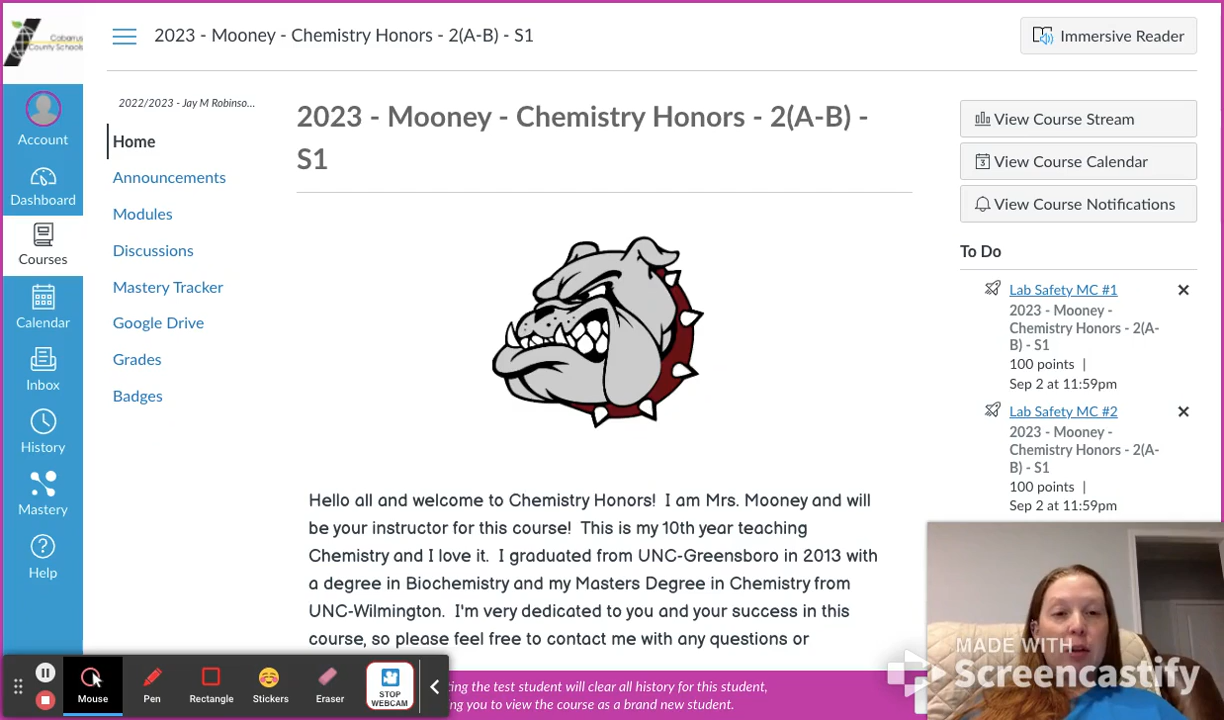 Cabarrus
County Schools
2023 - Mooney - Chemistry Honors - 2(A-B) - S1
Immersive Reader
Account
Dashboard
Courses
Calendar
Inbox
History
Mastery
Help
2022/2023 - Jay M Robinso...
Home
Announcements
Modules
Discussions
Mastery Tracker
Google Drive
Grades
Badges
2023 - Mooney - Chemistry Honors - 2(A-B) -
S1
Hello all and welcome to Chemistry Honors! I am Mrs. Mooney and will
be your instructor for this course! This is my 10th year teaching
Chemistry and I love it. I graduated from UNC-Greensboro in 2013 with
a degree in Biochemistry and my Masters Degree in Chemistry from
UNC-Wilmington. I'm very dedicated to you and your success in this
course, so please feel free to contact me with any questions or
View Course Stream
3 View Course Calendar
View Course Notifications
To Do
Lab Safety MC #1
2023 - Mooney -
Chemistry Honors - 2(A-
B) - S1
100 points |
Sep 2 at 11:59pm
Lab Safety MC #2
2023 - Mooney -
Chemistry Honors - 2(A-
B) - S1
100 points |
Sep 2 at 11:59pm
Mouse
Pen
Rectangle
Stickers
Eraser
STOP
WEBCAM
the test student will clear all history for this student,
you to view the course as a brand new student.
MADE WITH
Screencastify